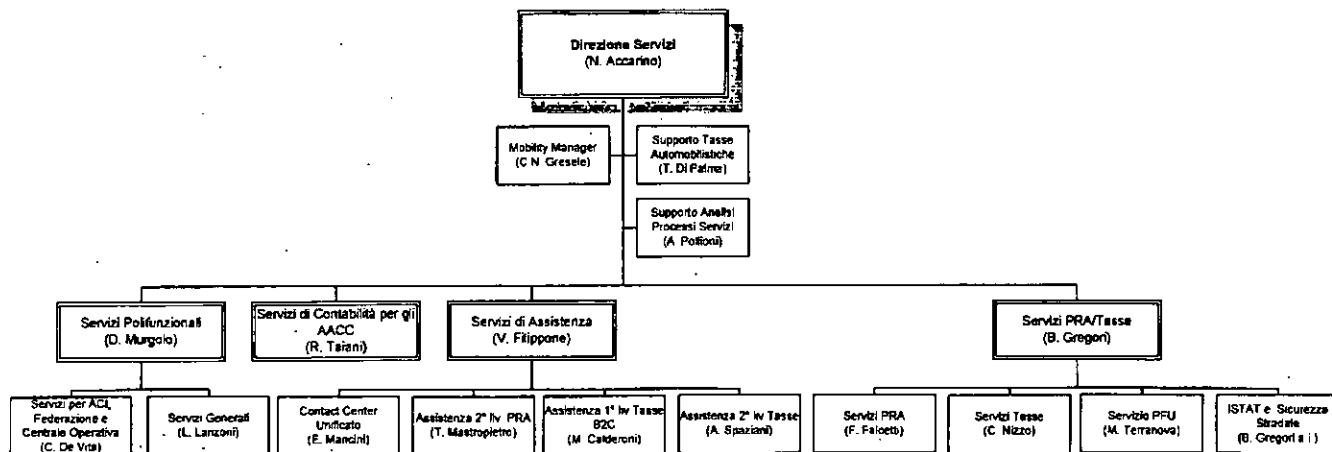 Direzione Servizi
(N. Accarino)
Mobility Manager
(C.N. Gresele)
Supporto Tasse
Automobilistiche
(T. Di Palma)
Supporto Analisi
Processi Servizi
(A. Pottoni)
Servizi Polifunzionali
(D. Murgolo)
Servizi di Contabilità per gli
AACC
(R. Taiani)
Servizi di Assistenza
(V. Filippone)
Servizi PRA/Tasse
(B. Gregori)
Servizi per ACI,
Federazione e
Centrale Operativa
(C. De Vita)
Servizi Generali
(L. Lanzoni)
Contact Center
Unificato
(E. Mancini)
Assistenza 2° liv PRA
(T. Mastropietro)
Assistenza 1° liv Tasse
B2C
(M. Calderoni)
Assistenza 2° liv Tasse
(A. Spaziani)
Servizi PRA
(F. Falcetti)
Servizi Tasse
(C. Nizzo)
Servizio PFU
(M. Terranova)
ISTAT e Sicurezza
Stradale
(B. Gregori a.i.)